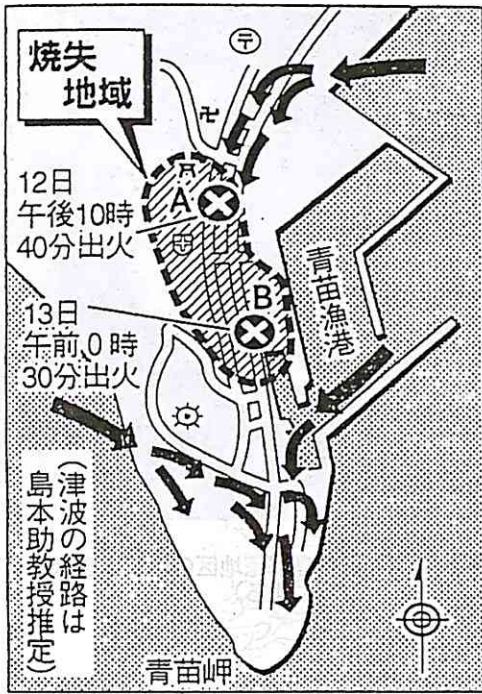 焼失
地域
〒
卍
A
12日
午後10時
40分出火
B
13日
午前0時
30分出火
青苗漁港
(津波の経路は
島本助教授推定)
青苗岬